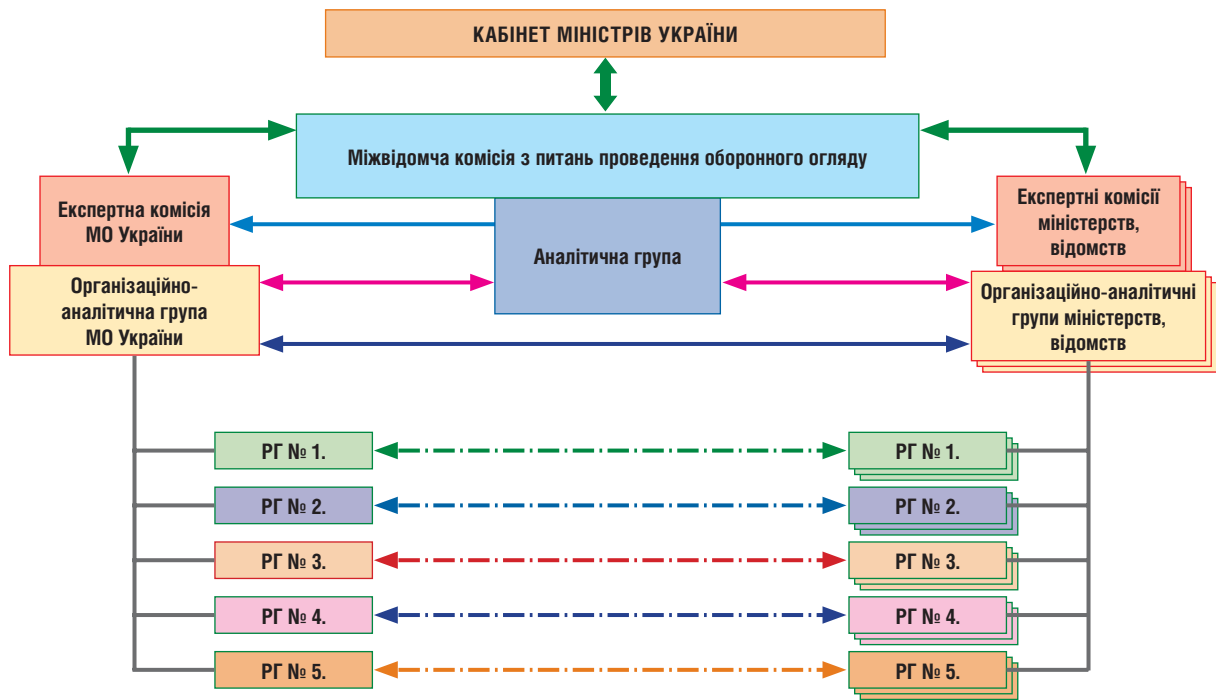 КАБІНЕТ МІНІСТРІВ УКРАЇНИ
Міжвідомча комісія з питань проведення оборонного огляду
Експертна комісія
МО України
Аналітична група
Експертні комісії
міністерств,
відомств
Організаційно-
аналітична група
МО України
Організаційно-аналітичні
групи міністерств,
відомств
РГ № 1.
РГ № 1.
РГ № 2.
РГ № 2.
РГ № 3.
РГ № 3.
РГ № 4.
РГ № 4.
РГ № 5.
РГ № 5.